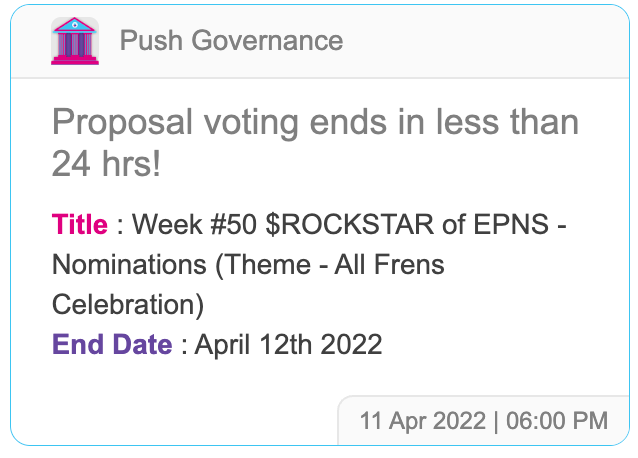 Push Governance
Proposal voting ends in less than
24 hrs!
Title : Week #50 $ROCKSTAR of EPNS -
Nominations (Theme - All Frens
Celebration)
End Date : April 12th 2022
11 Apr 2022 | 06:00 PM